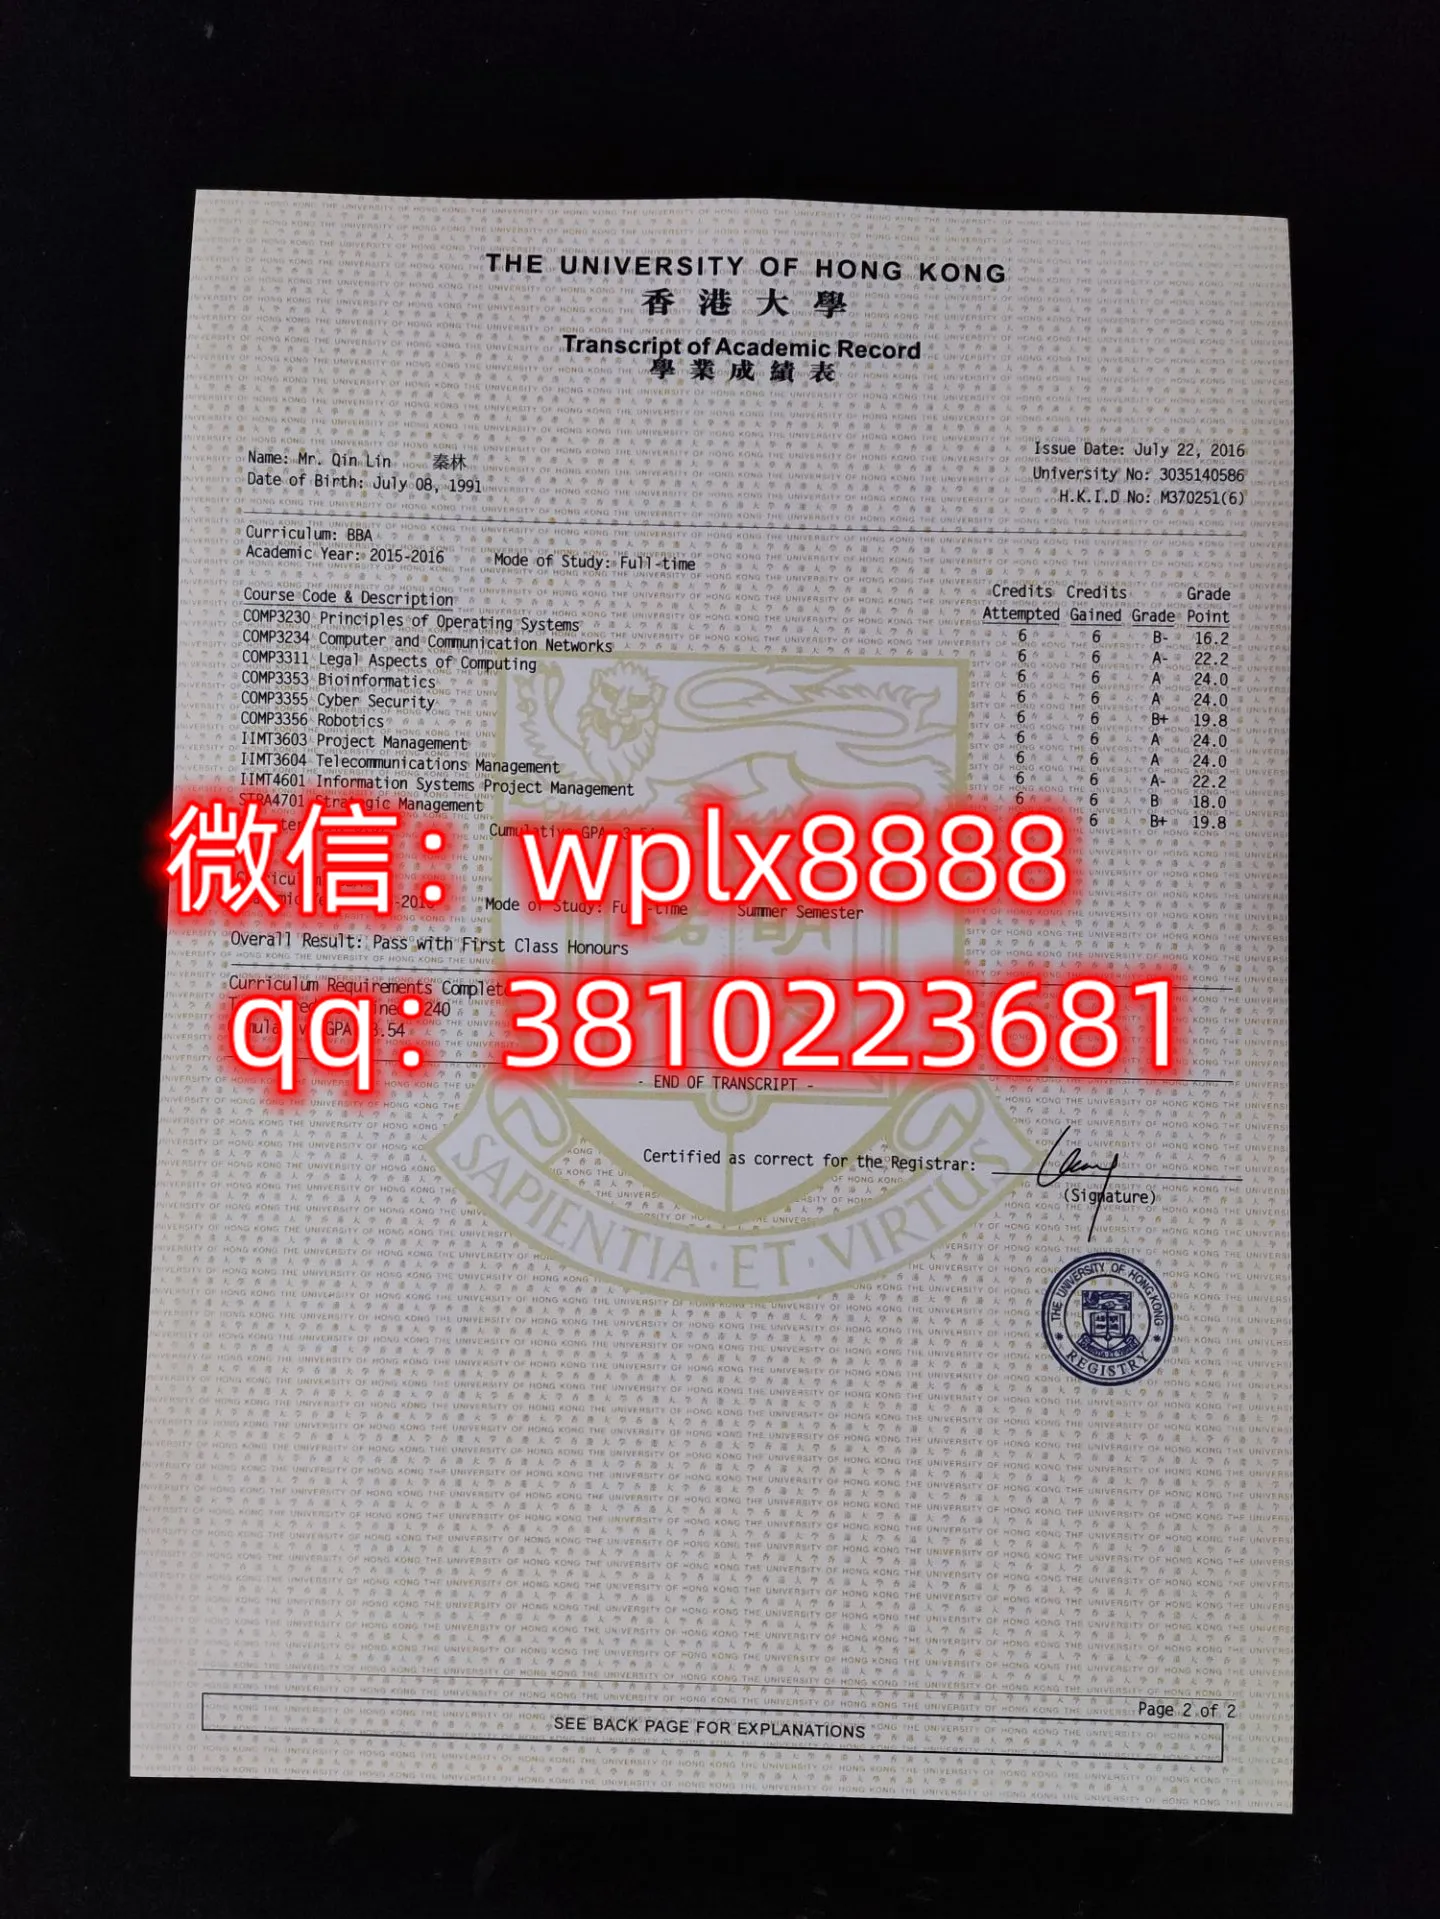 THE UNIVERSITY OF HONG KONG
香港大學
Transcript of Academic Record
學業成績表
Name: Mr. Qin Lin 秦林
Date of Birth: July 08, 1991
Issue Date: July 22, 2016
University No: 3035140586
H.K.I.D No: M370251(6)
Curriculum: BBA
Academic Year: 2015-2016 Mode of Study: Full-time
Course Code & Description Credits Attempted Credits Gained Grade Grade Point
COMP3230 Principles of Operating Systems 6 6 B- 16.2
COMP3234 Computer and Communication Networks 6 6 A- 22.2
COMP3311 Legal Aspects of Computing 6 6 A 24.0
COMP3353 Bioinformatics 6 6 A 24.0
COMP3355 Cyber Security 6 6 B+ 19.8
COMP3356 Robotics 6 6 A 24.0
IIMT3603 Project Management 6 6 A 24.0
IIMT3604 Telecommunications Management 6 6 A- 22.2
IIMT4601 Information Systems Project Management 6 6 B 18.0
STRA4701 Strategic Management 6 B+ 19.8
Cumulative GPA
微信：wplx8888
Mode of Study: Full-time Summer Semester
Overall Result: Pass with First Class Honours
Curriculum Requirements
qq：3810223681
240
GPA 3.54
- END OF TRANSCRIPT -
Certified as correct for the Registrar:
(Signature)
SAPIENTIA·ET·VIRTUS
THE UNIVERSITY OF HONG KONG
REGISTRY
Page 2 of 2
SEE BACK PAGE FOR EXPLANATIONS